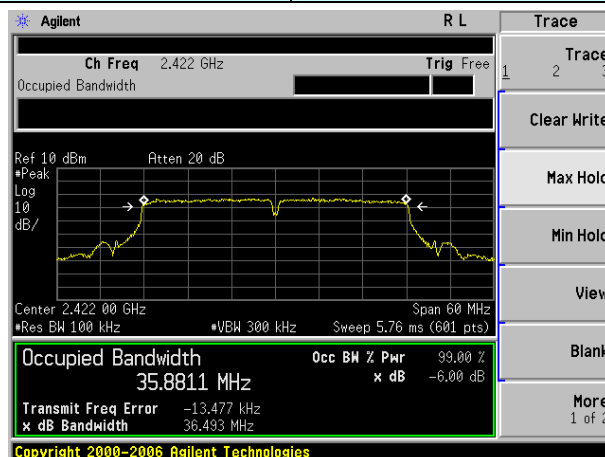 Agilent R L Trace
Ch Freq 2.422 GHz Trig Free
Occupied Bandwidth
Trace
1 2 3
Clear Write
Max Hold
Min Hold
View
Blank
More
1 of 2
Ref 10 dBm Atten 20 dB
#Peak
Log
10
dB/
Center 2.422 00 GHz Span 60 MHz
#Res BW 100 kHz #VBW 300 kHz Sweep 5.76 ms (601 pts)
Occupied Bandwidth Occ BW % Pwr 99.00 %
35.8811 MHz x dB -6.00 dB
Transmit Freq Error -13.477 kHz
x dB Bandwidth 36.493 MHz
Copyright 2000-2006 Agilent Technologies